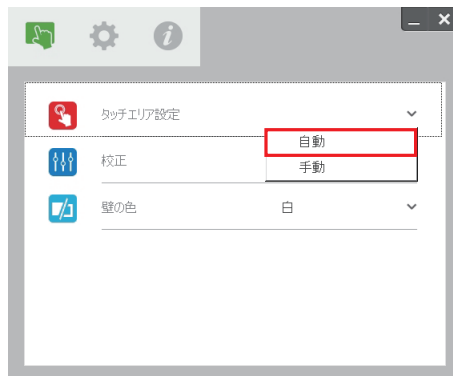 タッチエリア設定
自動
手動
校正
壁の色
白